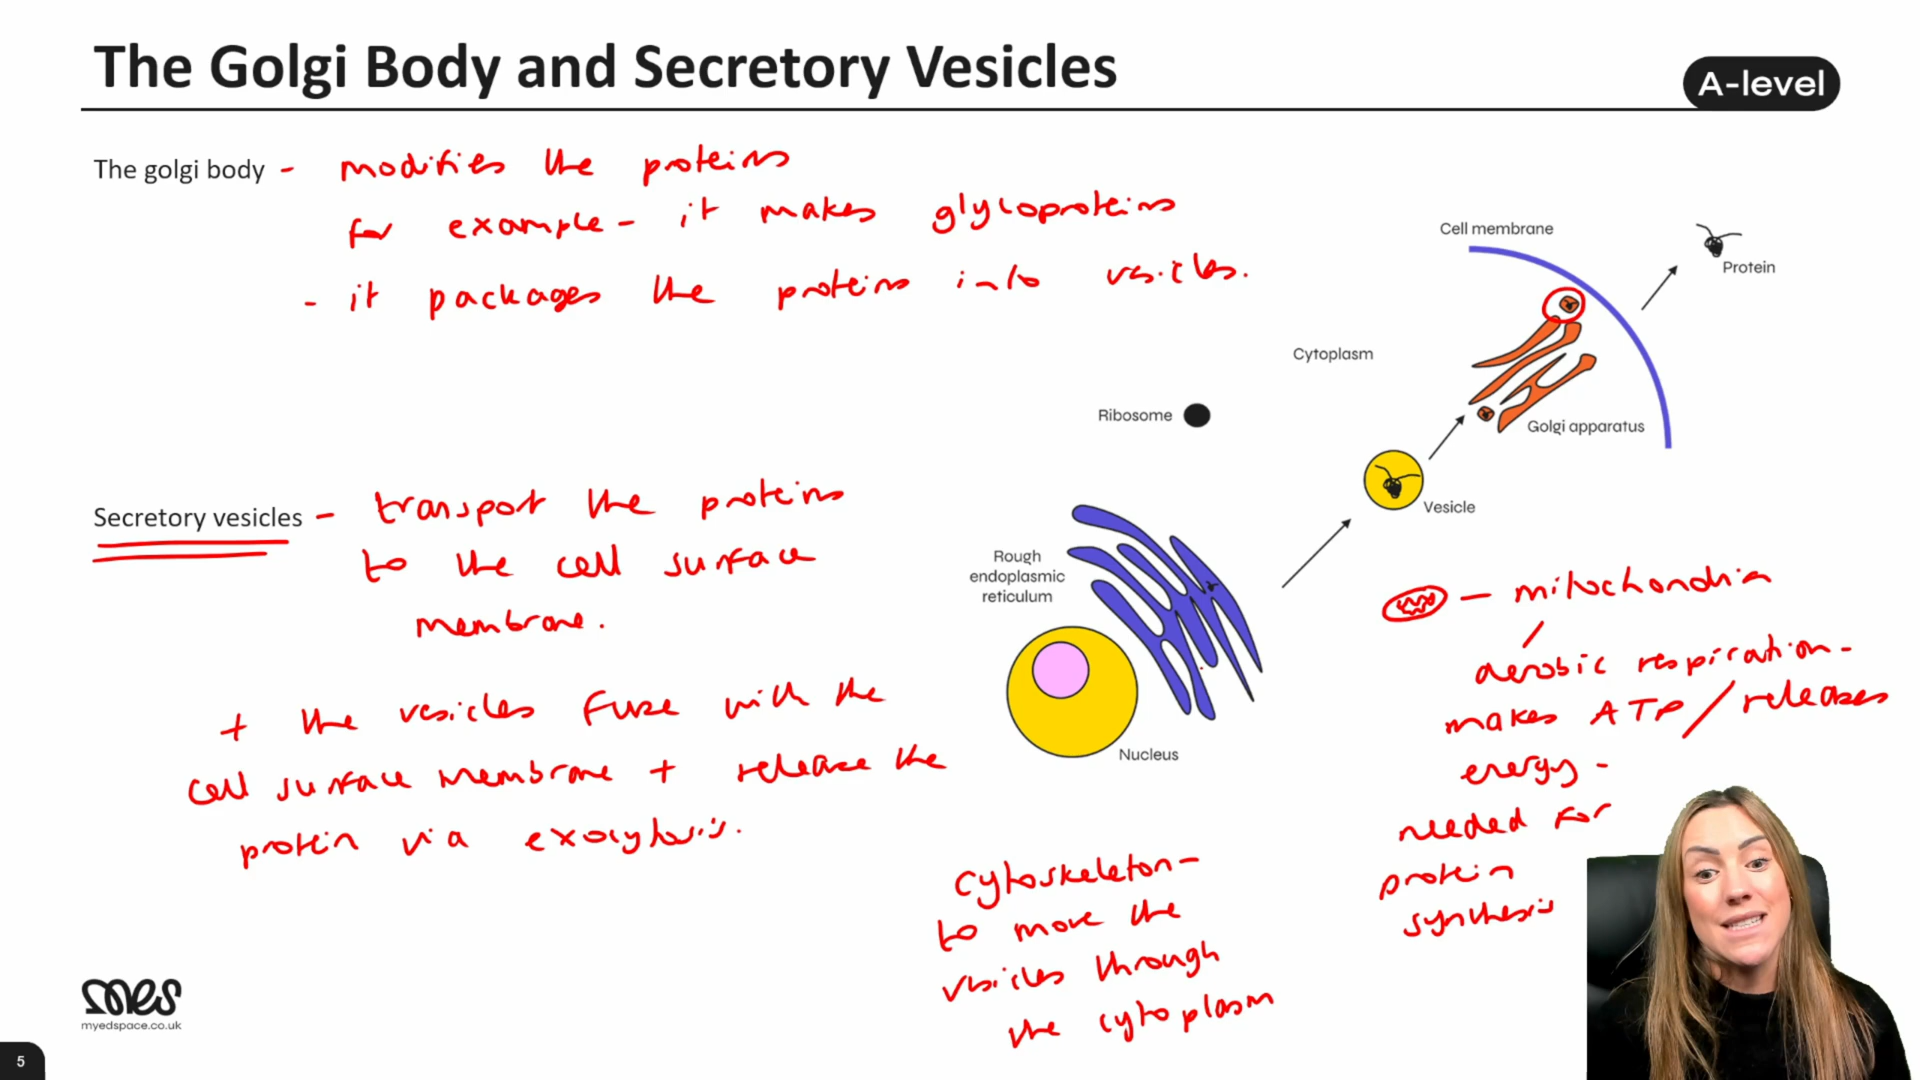 The Golgi Body and Secretory Vesicles
A-level
The golgi body - modifies the proteins
for example - it makes glycoproteins
- it packages the proteins into vesicles.
Cell membrane
Protein
Cytoplasm
Ribosome
Golgi apparatus
Vesicle
Rough
endoplasmic
reticulum
Nucleus
Secretory vesicles - transport the proteins
to the cell surface
membrane.
+ the vesicles fuse with the
cell surface membrane + release the
protein via exocytosis.
- mitochondria
/
aerobic respiration -
makes ATP / releases
energy -
needed for
protein
synthesis
Cytoskeleton -
to move the
vesicles through
the cytoplasm
mes
myedspace.co.uk
5